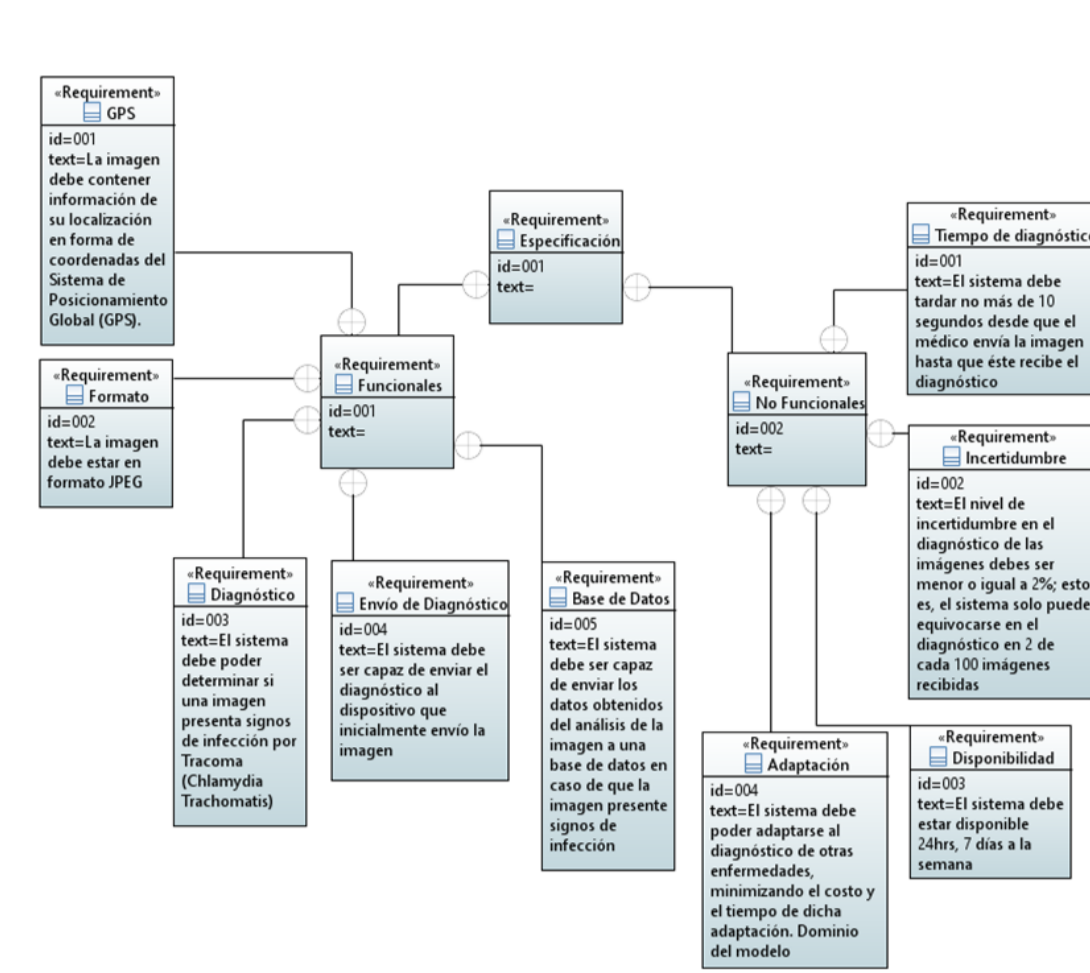 «Requirement»
GPS
id=001
text=La imagen
debe contener
información de
su localización
en forma de
coordenadas del
Sistema de
Posicionamiento
Global (GPS).
«Requirement»
Formato
id=002
text=La imagen
debe estar en
formato JPEG
«Requirement»
Especificación
id=001
text=
«Requirement»
Funcionales
id=001
text=
«Requirement»
Diagnóstico
id=003
text=El sistema
debe poder
determinar si
una imagen
presenta signos
de infección por
Tracoma
(Chlamydia
Trachomatis)
«Requirement»
Envío de Diagnóstico
id=004
text=El sistema debe
ser capaz de enviar el
diagnóstico al
dispositivo que
inicialmente envío la
imagen
«Requirement»
Base de Datos
id=005
text=El sistema
debe ser capaz
de enviar los
datos obtenidos
del análisis de la
imagen a una
base de datos en
caso de que la
imagen presente
signos de
infección
«Requirement»
No Funcionales
id=002
text=
«Requirement»
Tiempo de diagnóstico
id=001
text=El sistema debe
tardar no más de 10
segundos desde que el
médico envía la imagen
hasta que éste recibe el
diagnóstico
«Requirement»
Incertidumbre
id=002
text=El nivel de
incertidumbre en el
diagnóstico de las
imágenes debes ser
menor o igual a 2%; esto
es, el sistema solo puede
equivocarse en el
diagnóstico en 2 de
cada 100 imágenes
recibidas
«Requirement»
Adaptación
id=004
text=El sistema debe
poder adaptarse al
diagnóstico de otras
enfermedades,
minimizando el costo y
el tiempo de dicha
adaptación. Dominio
del modelo
«Requirement»
Disponibilidad
id=003
text=El sistema debe
estar disponible
24hrs, 7 días a la
semana